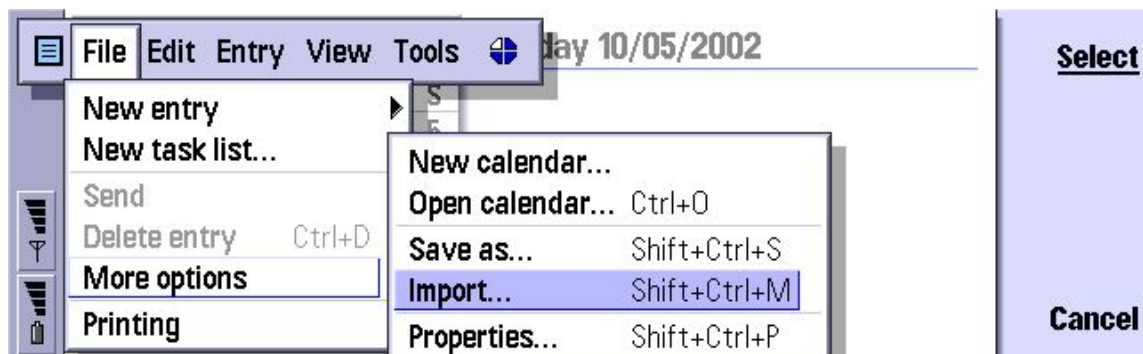 File Edit Entry View Tools
day 10/05/2002
Select
New entry
S
5
New task list...
New calendar...
Open calendar... Ctrl+O
Send
Delete entry Ctrl+D
Save as... Shift+Ctrl+S
More options
Import... Shift+Ctrl+M
Printing
Properties... Shift+Ctrl+P
Cancel